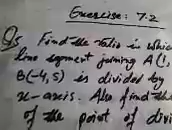 Exercise: 7.2
Q5 Find the ratio in which
line segment joining A(1,
B(-4,5) is divided by
x-axis. Also find the
of the point of divi